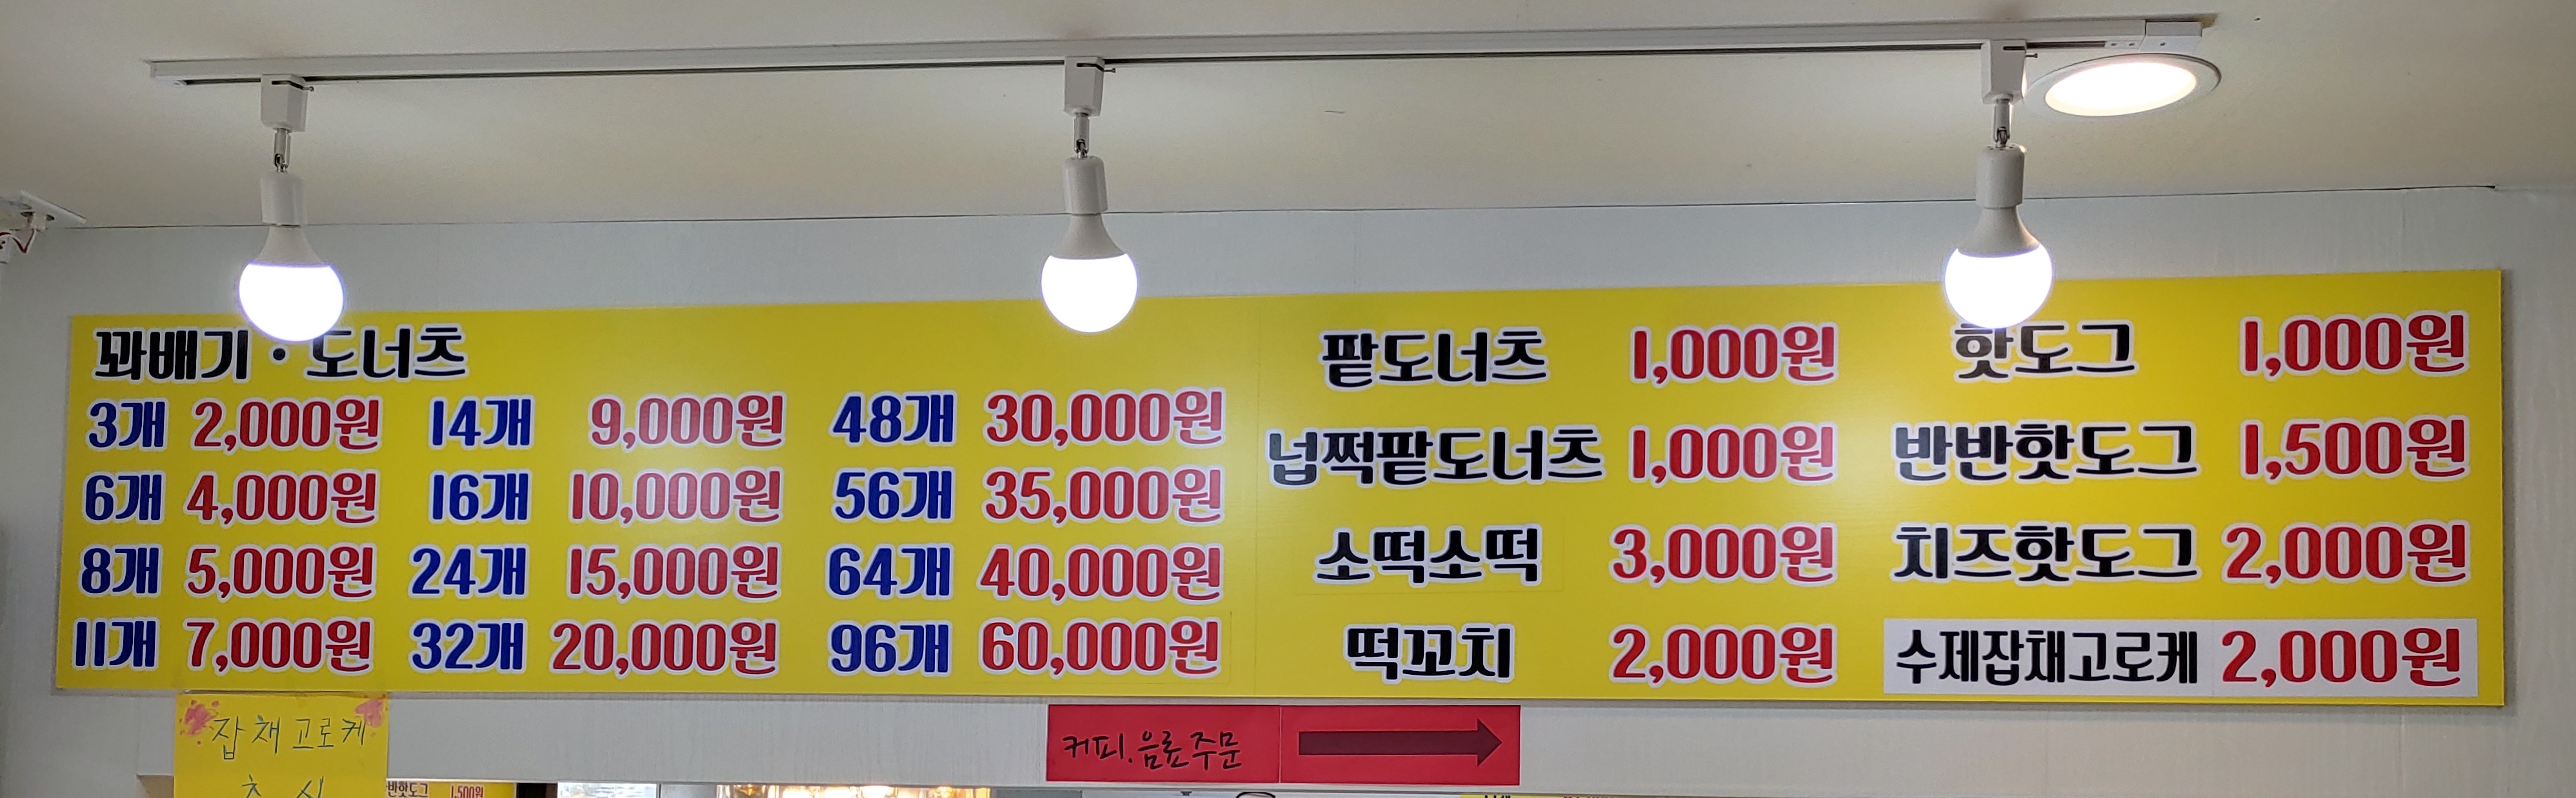 꽈배기·도너츠
3개 2,000원 14개 9,000원 48개 30,000원
6개 4,000원 16개 10,000원 56개 35,000원
8개 5,000원 24개 15,000원 64개 40,000원
11개 7,000원 32개 20,000원 96개 60,000원
팥도너츠 1,000원 핫도그 1,000원
넙쩍팥도너츠 1,000원 반반핫도그 1,500원
소떡소떡 3,000원 치즈핫도그 2,000원
떡꼬치 2,000원 수제잡채고로케 2,000원
잡채고로케
커피.음료주문
반핫도그 1,500원